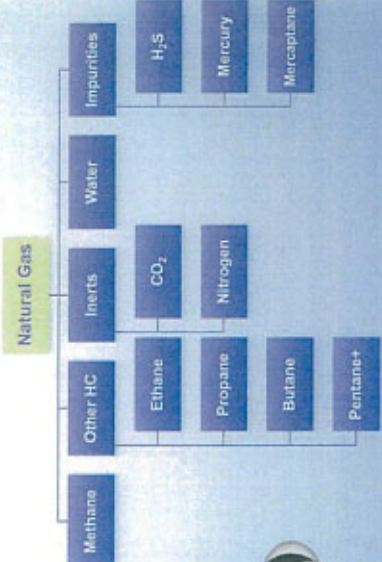 Natural Gas
Methane
Other HC
Inerts
Water
Impurities
Ethane
CO₂
H₂S
Propane
Nitrogen
Mercury
Butane
Mercaptane
Pentane+